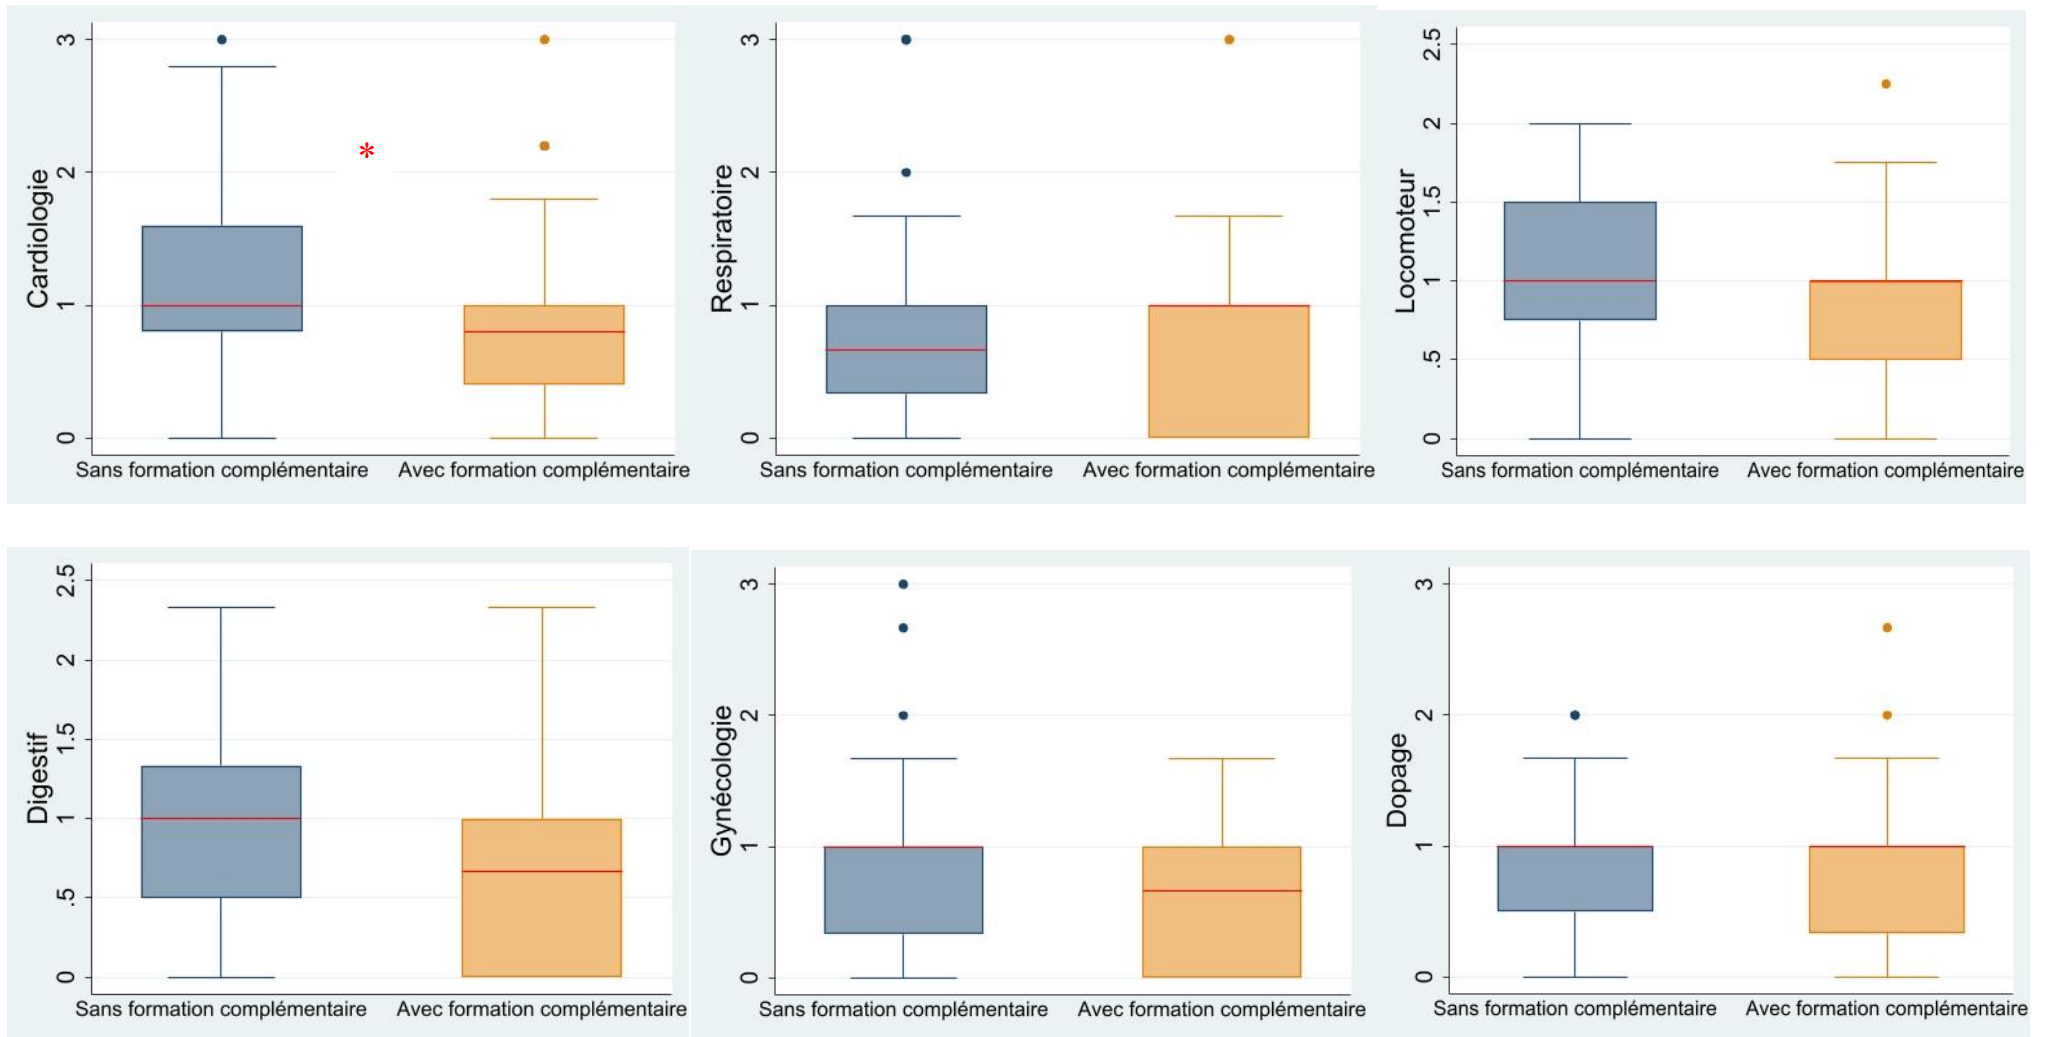 Cardiologie
3
2
1
0
*
Sans formation complémentaire
Avec formation complémentaire
Respiratoire
3
2
1
0
Sans formation complémentaire
Avec formation complémentaire
Locomoteur
2.5
2
1.5
1
.5
0
Sans formation complémentaire
Avec formation complémentaire
Digestif
2.5
2
1.5
1
.5
0
Sans formation complémentaire
Avec formation complémentaire
Gynécologie
3
2
1
0
Sans formation complémentaire
Avec formation complémentaire
Dopage
3
2
1
0
Sans formation complémentaire
Avec formation complémentaire